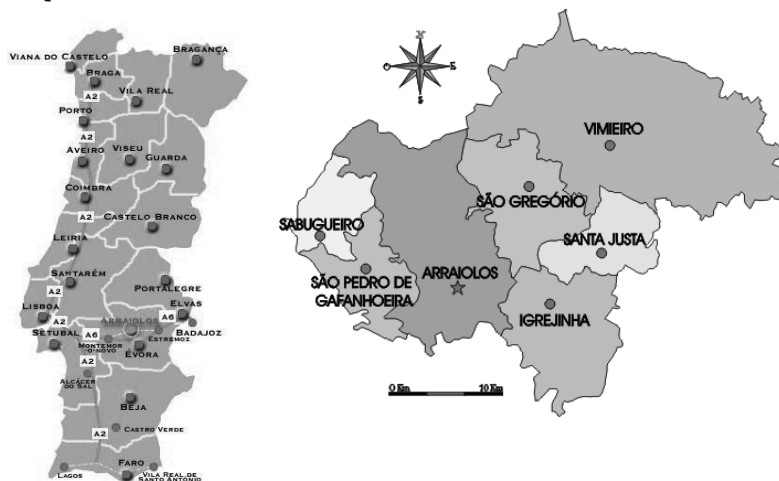 Bragança
Viana do Castelo
Braga
Vila Real
A2
Porto
A2
Aveiro
Viseu
Guarda
Coimbra
A2
Castelo Branco
Leiria
Santarém
Portalegre
A2
Lisboa
Elvas
A2
Arraiolos
A6
Setubal
A6
Badajoz
Estremoz
Montemor
o-Novo
Évora
A2
Alcácer
do Sal
Beja
A2
Castro Verde
Faro
Lagos
Vila Real de
Santo Antonio
N
O
E
S
VIMIEIRO
SÃO GREGÓRIO
SABUGUEIRO
SANTA JUSTA
SÃO PEDRO DE
GAFANHOEIRA
ARRAIOLOS
IGREJINHA
0 Km
10 Km